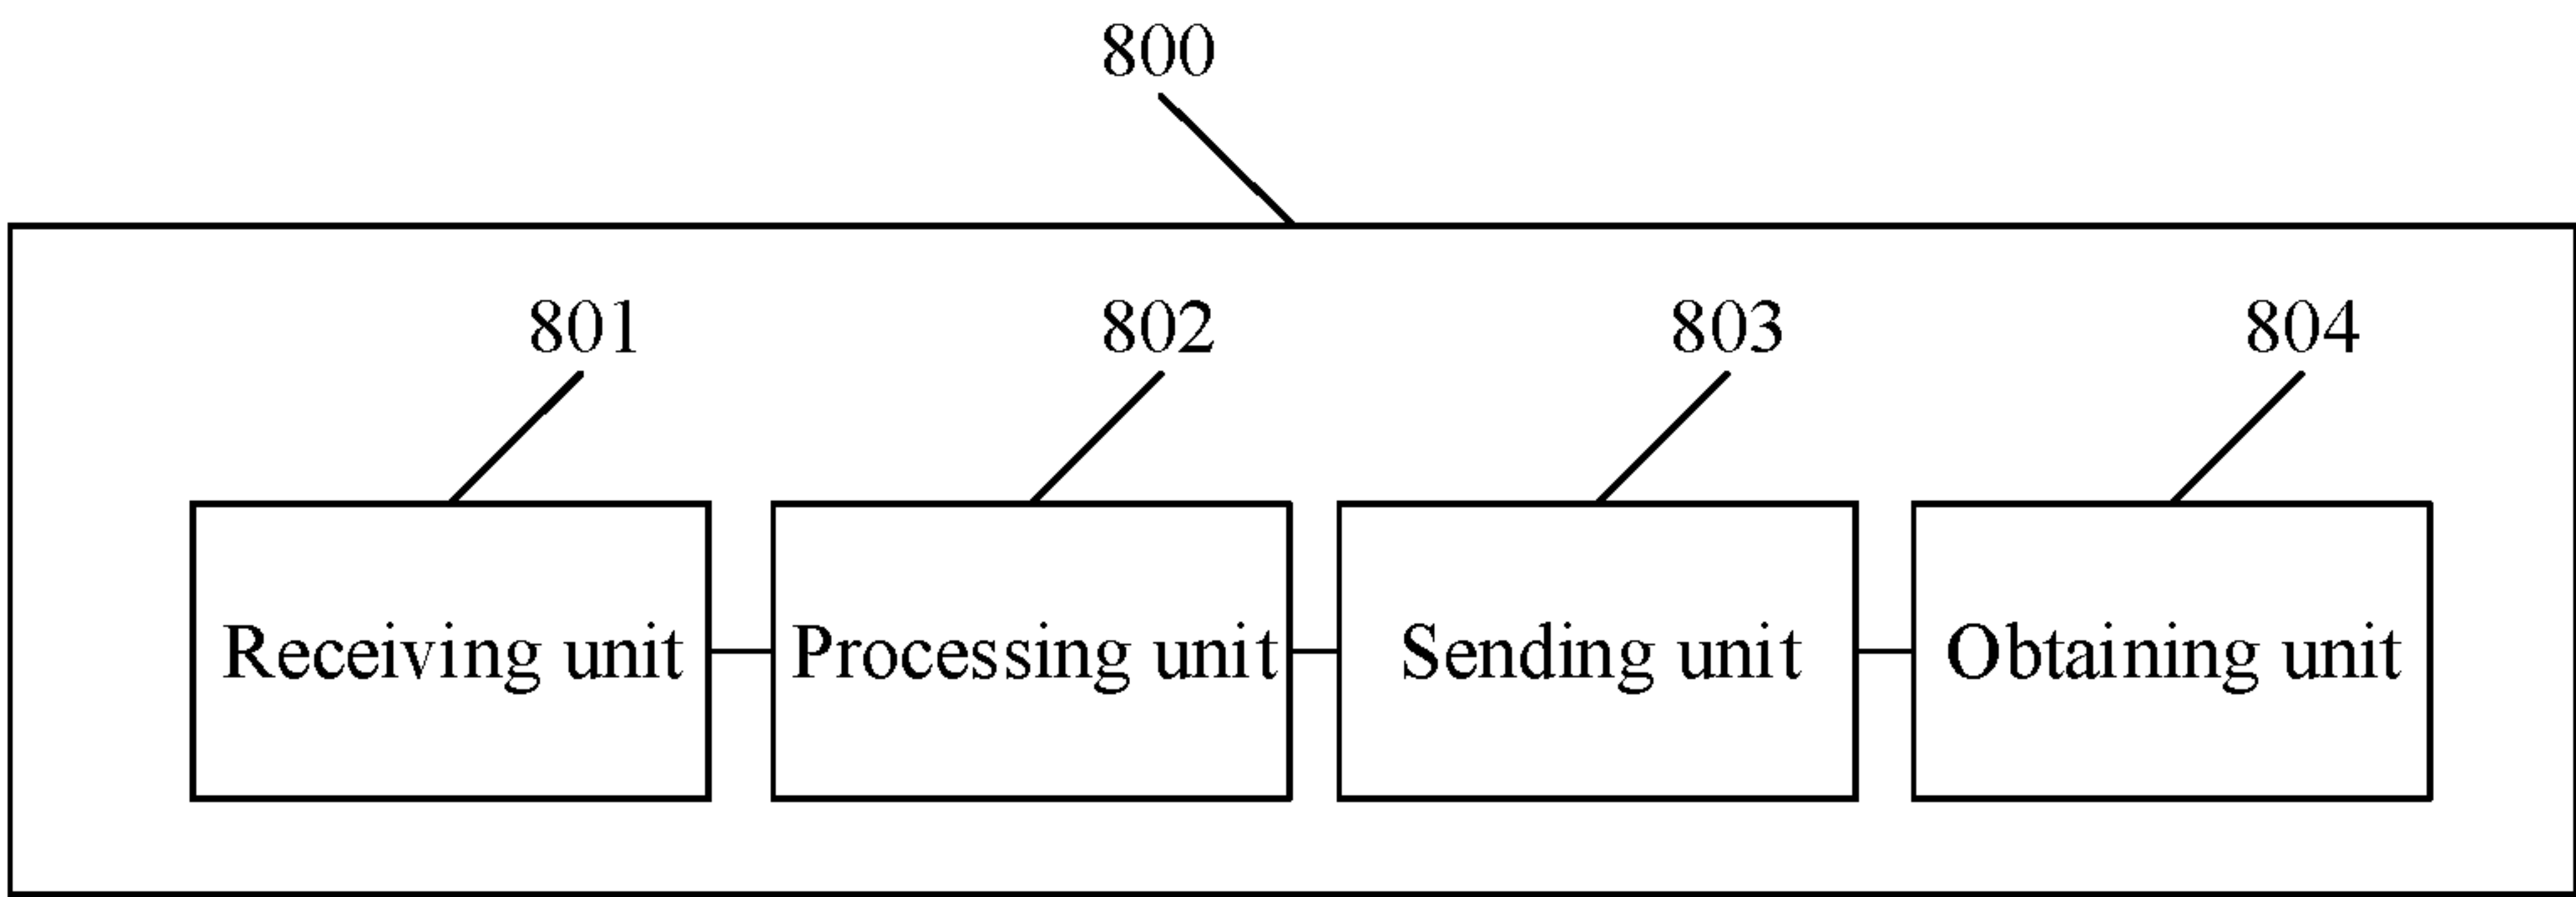 800
801 802 803 804
Receiving unit Processing unit Sending unit Obtaining unit